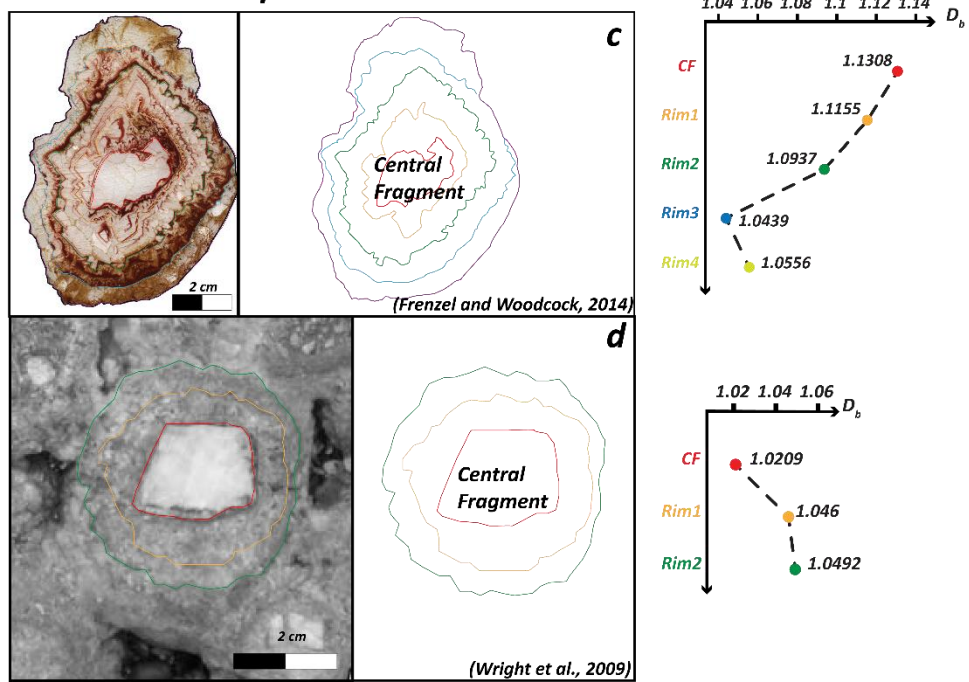 c
Central
Fragment
2 cm
(Frenzel and Woodcock, 2014)
1.04 1.06 1.08 1.1 1.12 1.14
D_b
CF
1.1308
Rim1
1.1155
Rim2
1.0937
Rim3
1.0439
Rim4
1.0556
d
Central
Fragment
2 cm
(Wright et al., 2009)
1.02 1.04 1.06
D_b
CF
1.0209
Rim1
1.046
Rim2
1.0492